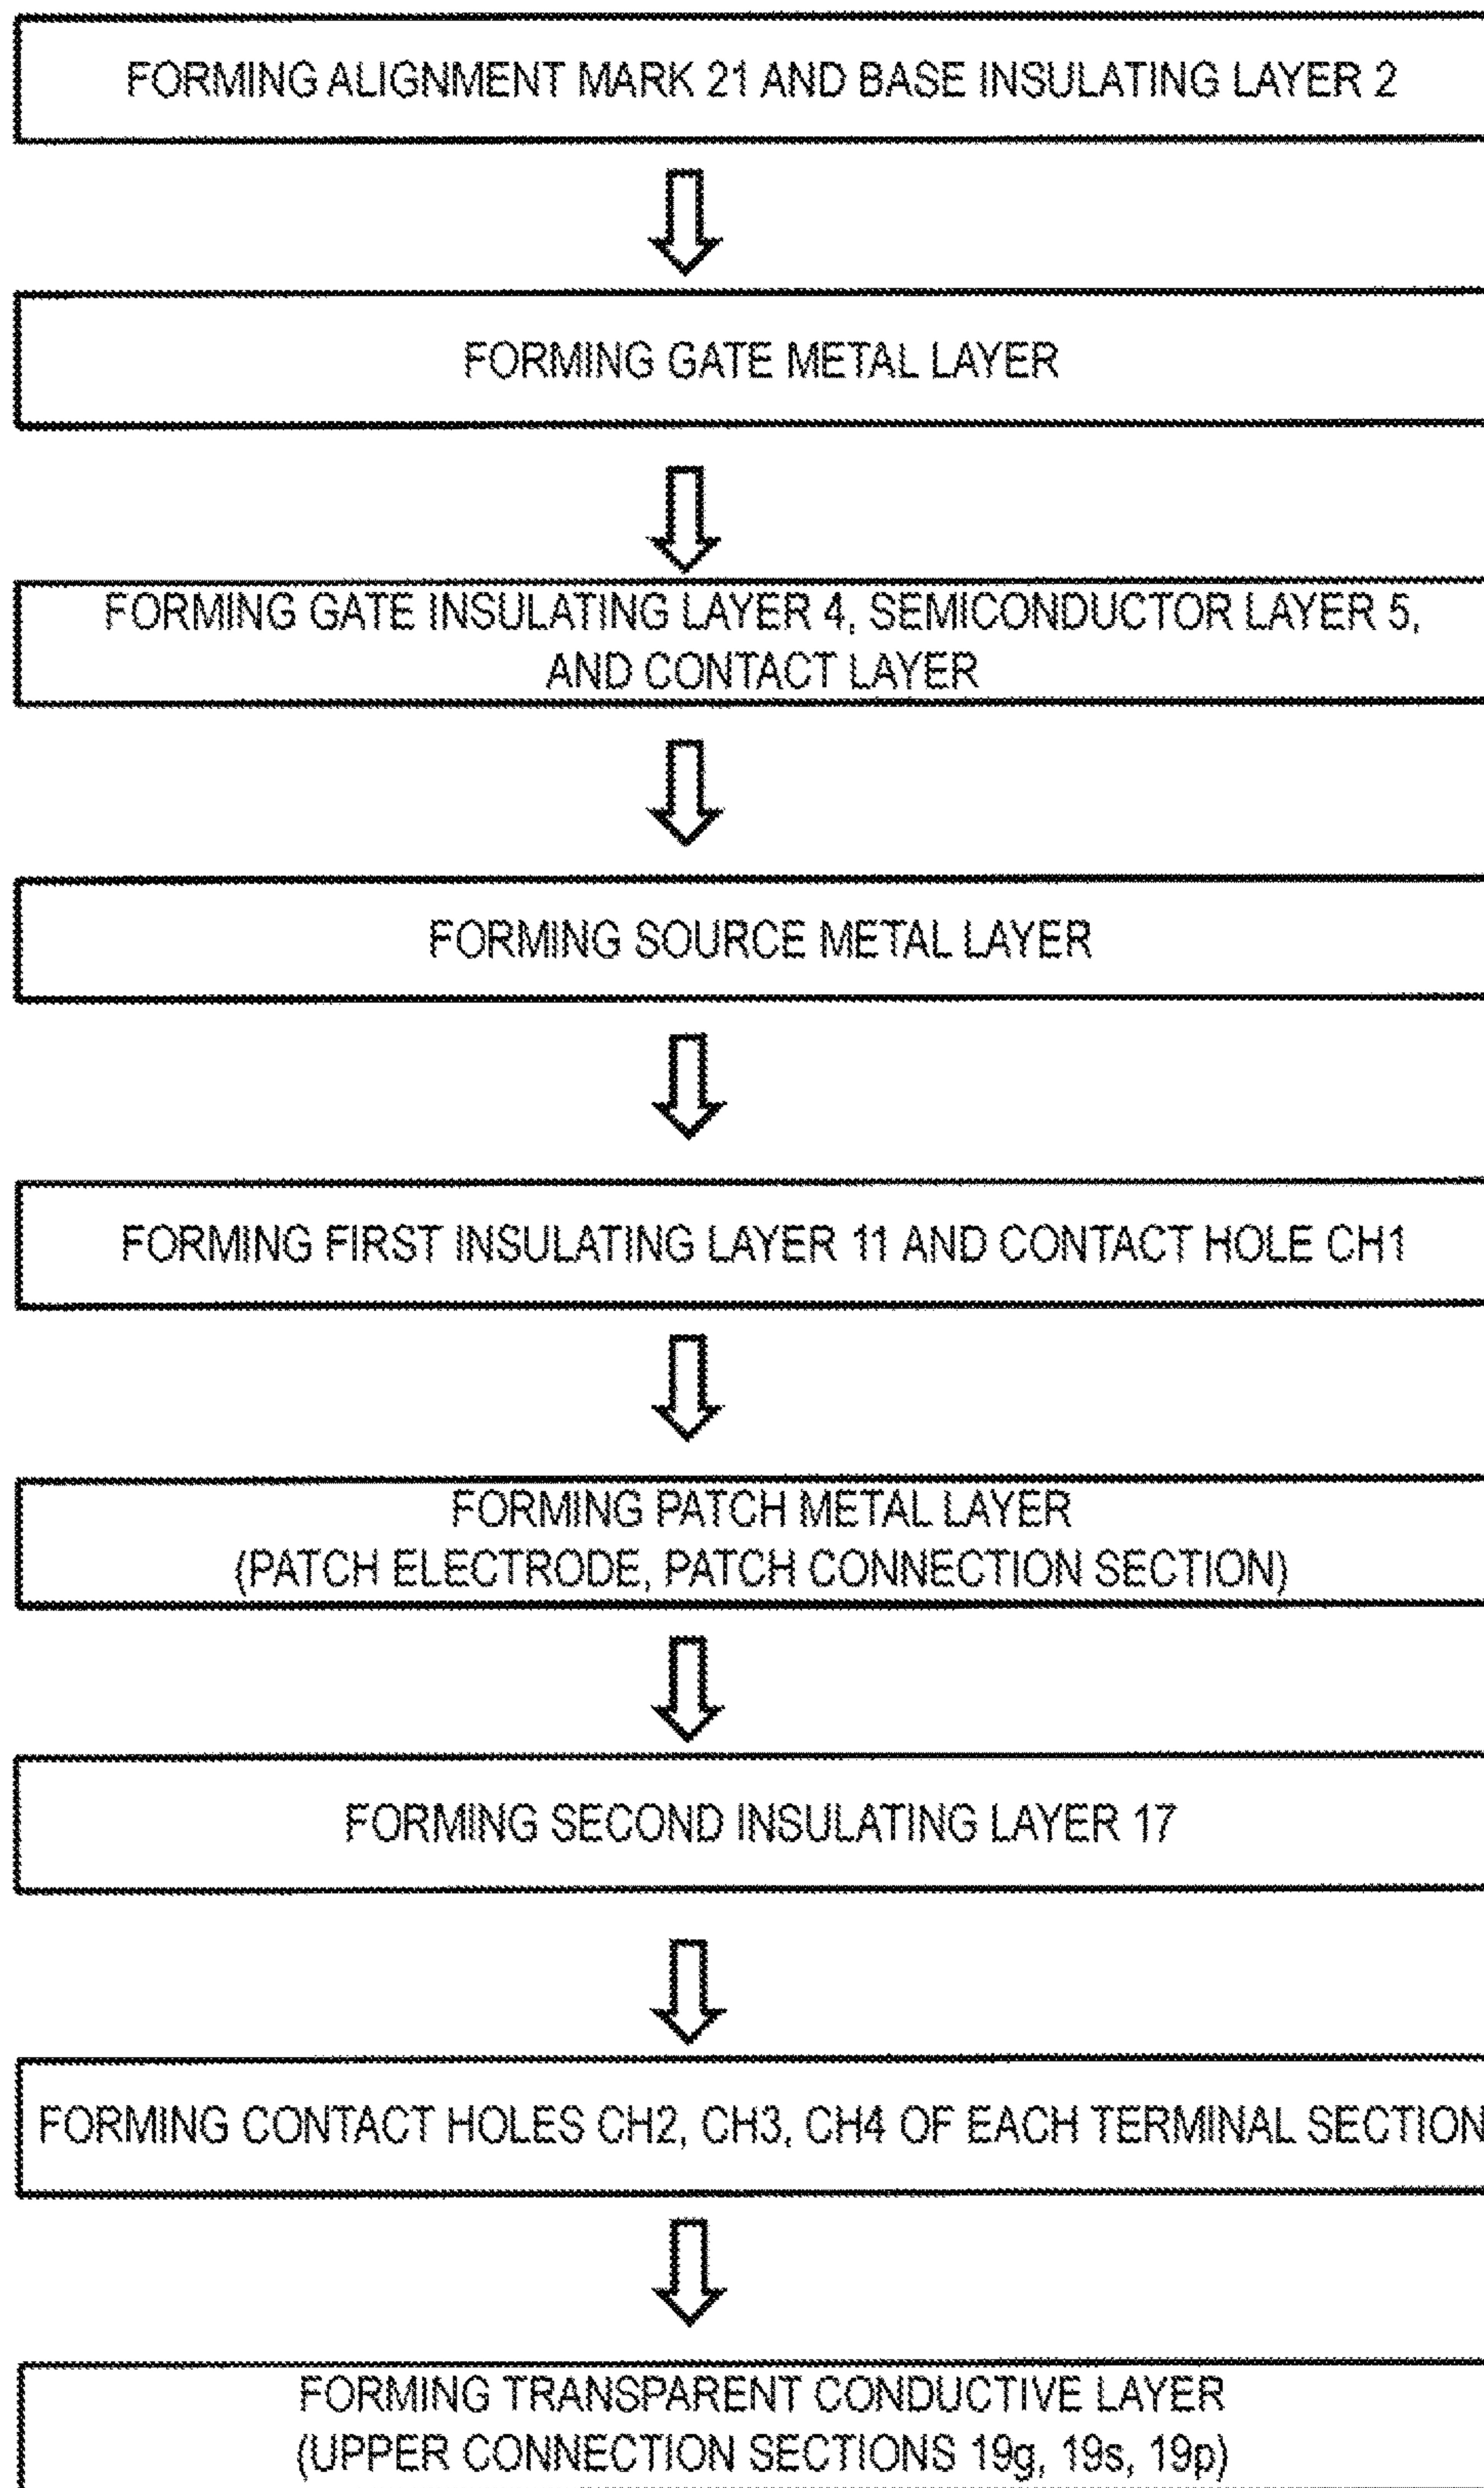 FORMING ALIGNMENT MARK 21 AND BASE INSULATING LAYER 2
FORMING GATE METAL LAYER
FORMING GATE INSULATING LAYER 4, SEMICONDUCTOR LAYER 5,
AND CONTACT LAYER
FORMING SOURCE METAL LAYER
FORMING FIRST INSULATING LAYER 11 AND CONTACT HOLE CH1
FORMING PATCH METAL LAYER
(PATCH ELECTRODE, PATCH CONNECTION SECTION)
FORMING SECOND INSULATING LAYER 17
FORMING CONTACT HOLES CH2, CH3, CH4 OF EACH TERMINAL SECTION
FORMING TRANSPARENT CONDUCTIVE LAYER
(UPPER CONNECTION SECTIONS 19g, 19s, 19p)